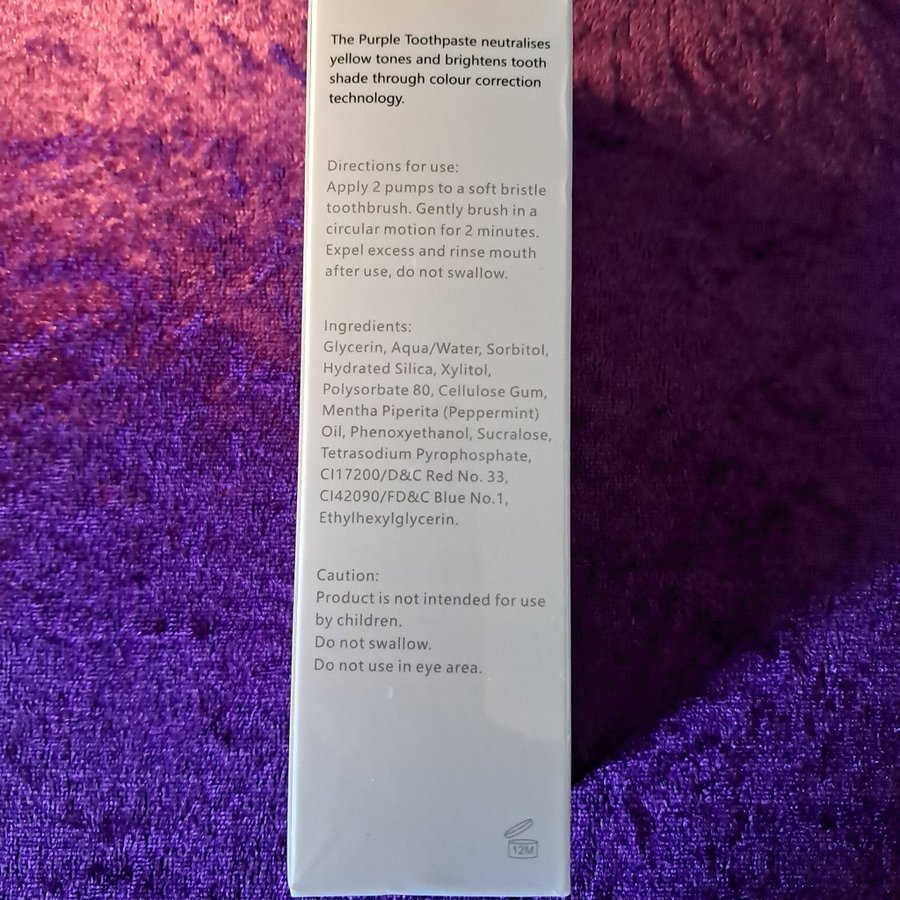 The Purple Toothpaste neutralises
yellow tones and brightens tooth
shade through colour correction
technology.
Directions for use:
Apply 2 pumps to a soft bristle
toothbrush. Gently brush in a
circular motion for 2 minutes.
Expel excess and rinse mouth
after use, do not swallow.
Ingredients:
Glycerin, Aqua/Water, Sorbitol,
Hydrated Silica, Xylitol,
Polysorbate 80, Cellulose Gum,
Mentha Piperita (Peppermint)
Oil, Phenoxyethanol, Sucralose,
Tetrasodium Pyrophosphate,
CI17200/D&C Red No. 33,
CI42090/FD&C Blue No.1,
Ethylhexylglycerin.
Caution:
Product is not intended for use
by children.
Do not swallow.
Do not use in eye area.
12M